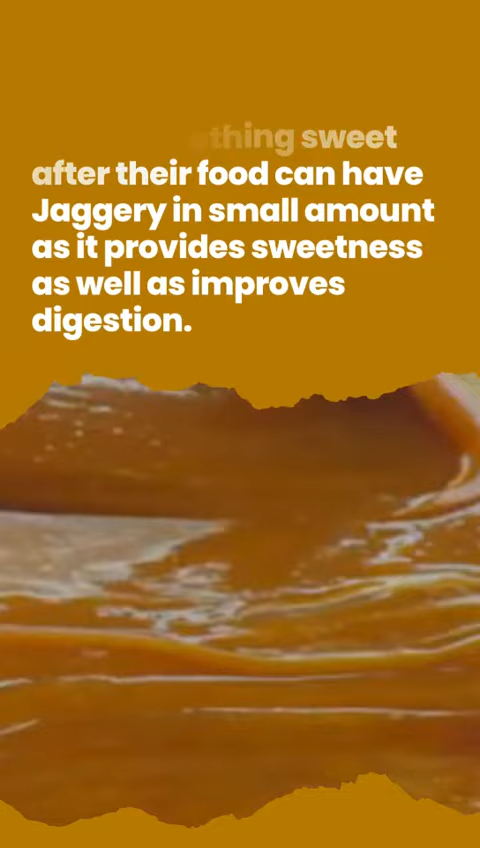 sweet
after their food can have
Jaggery in small amount
as it provides sweetness
as well as improves
digestion.